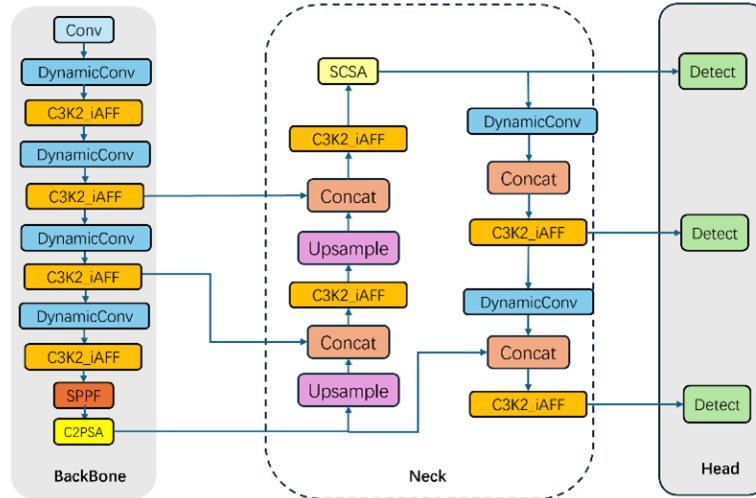 Conv
DynamicConv
C3K2_iAFF
DynamicConv
C3K2_iAFF
DynamicConv
C3K2_iAFF
DynamicConv
C3K2_iAFF
SPPF
C2PSA
BackBone
SCSA
C3K2_iAFF
Concat
Upsample
C3K2_iAFF
Concat
Upsample
DynamicConv
Concat
C3K2_iAFF
DynamicConv
Concat
C3K2_iAFF
Neck
Detect
Detect
Detect
Head